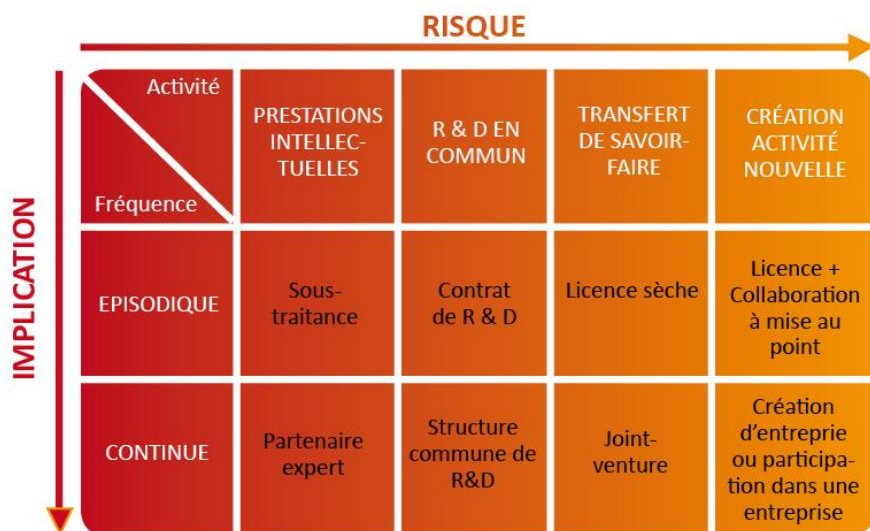 RISQUE
IMPLICATION
Activité
Fréquence
PRESTATIONS
INTELLEC-
TUELLES
R & D EN
COMMUN
TRANSFERT
DE SAVOIR-
FAIRE
CRÉATION
ACTIVITÉ
NOUVELLE
EPISODIQUE
Sous-
traitance
Contrat
de R & D
Licence sèche
Licence +
Collaboration
à mise au
point
CONTINUE
Partenaire
expert
Structure
commune de
R&D
Joint-
venture
Création
d'entreprie
ou participa-
tion dans une
entreprise